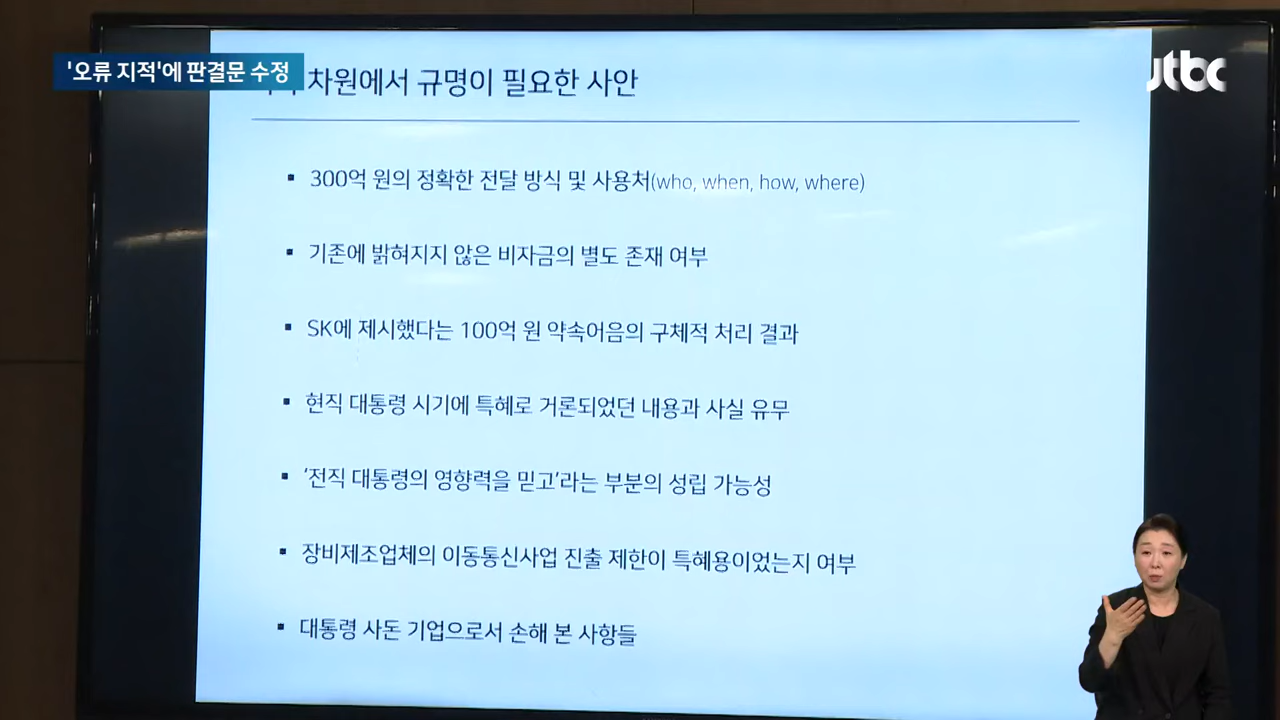 '오류 지적'에 판결문 수정
jtbc
차원에서 규명이 필요한 사안
▪ 300억 원의 정확한 전달 방식 및 사용처(who, when, how, where)
▪ 기존에 밝혀지지 않은 비자금의 별도 존재 여부
▪ SK에 제시했다는 100억 원 약속어음의 구체적 처리 결과
▪ 현직 대통령 시기에 특혜로 거론되었던 내용과 사실 유무
▪ '전직 대통령의 영향력을 믿고'라는 부분의 성립 가능성
▪ 장비제조업체의 이동통신사업 진출 제한이 특혜용이었는지 여부
▪ 대통령 사돈 기업으로서 손해 본 사항들